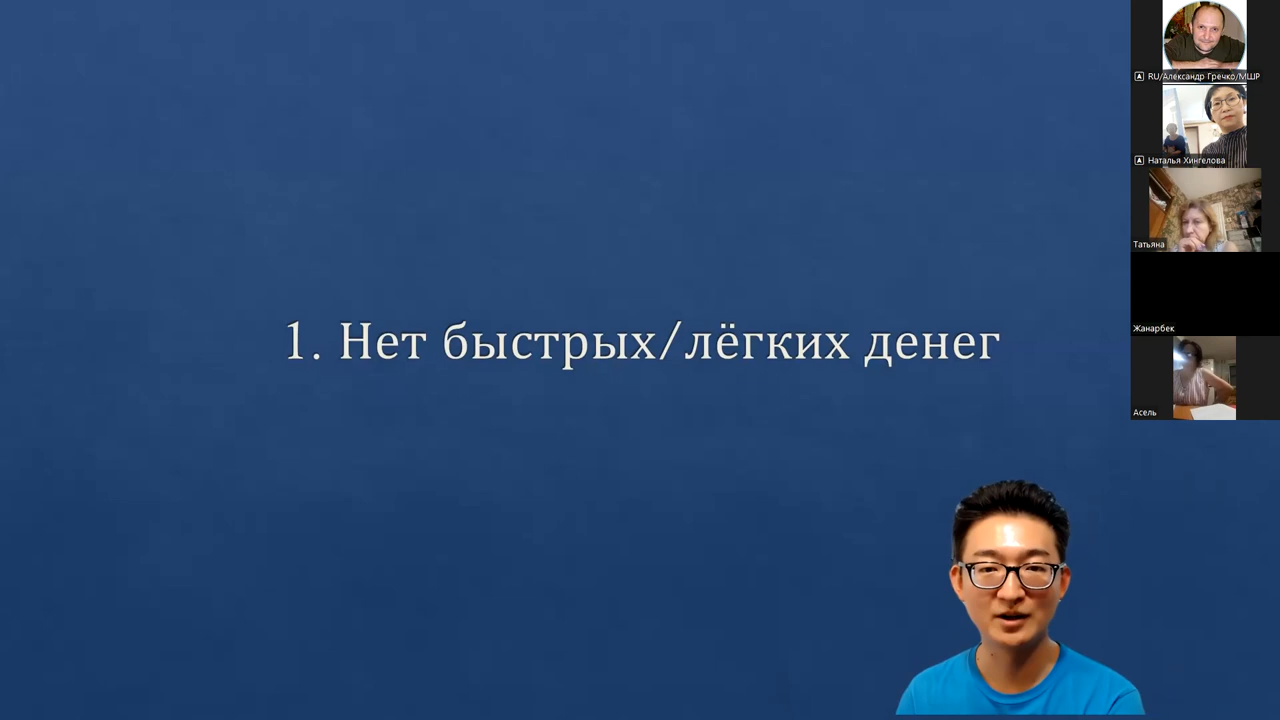 1. Нет быстрых/лёгких денег
RU/Александр Гречко/МШР
Наталья Хингелова
Татьяна
Жанарбек
Асель